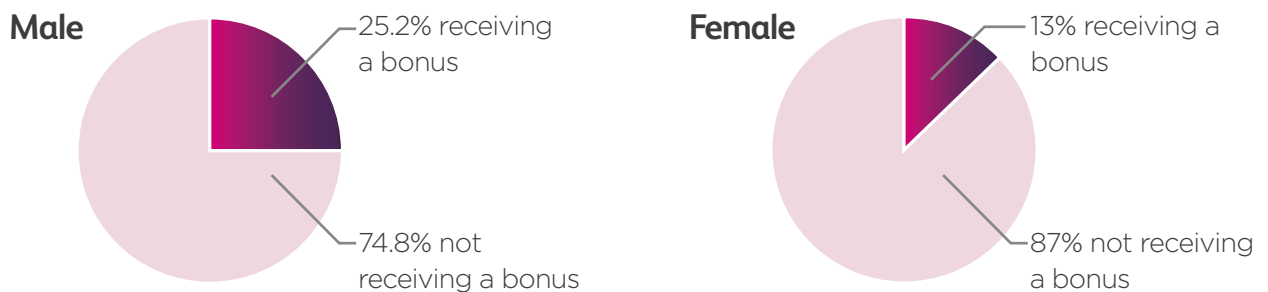 Male
25.2% receiving
a bonus
74.8% not
receiving a bonus
Female
13% receiving a
bonus
87% not receiving
a bonus